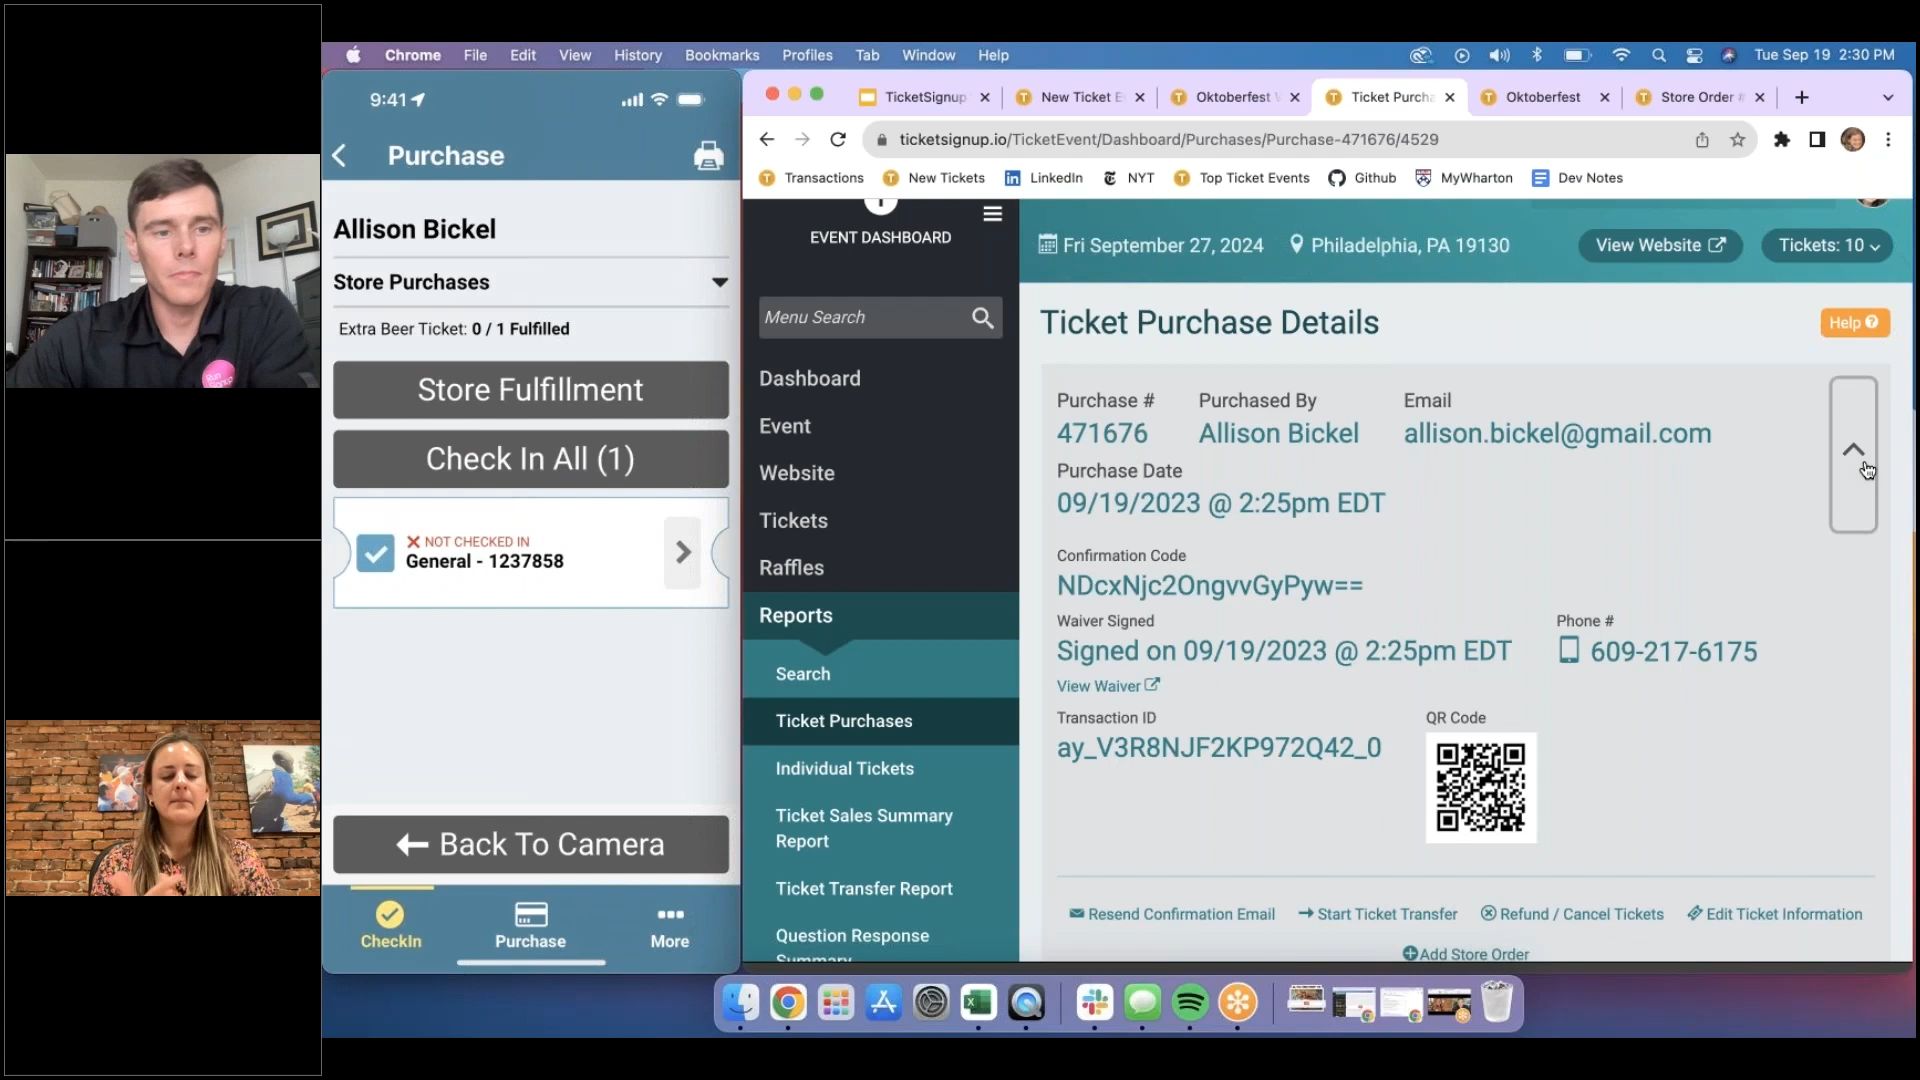 Chrome File Edit View History Bookmarks Profiles Tab Window Help
Tue Sep 19 2:30 PM
9:41
Purchase
Allison Bickel
Store Purchases
Extra Beer Ticket: 0 / 1 Fulfilled
Store Fulfillment
Check In All (1)
NOT CHECKED IN
General - 1237858
Back To Camera
CheckIn
Purchase
More
TicketSignup
New Ticket E
Oktoberfest
Ticket Purcha
Oktoberfest
Store Order
ticketsignup.io/TicketEvent/Dashboard/Purchases/Purchase-471676/4529
Transactions
New Tickets
LinkedIn
NYT
Top Ticket Events
Github
MyWharton
Dev Notes
EVENT DASHBOARD
Menu Search
Dashboard
Event
Website
Tickets
Raffles
Reports
Search
Ticket Purchases
Individual Tickets
Ticket Sales Summary
Report
Ticket Transfer Report
Question Response
Summary
Fri September 27, 2024
Philadelphia, PA 19130
View Website
Tickets: 10
Ticket Purchase Details
Help
Purchase #
471676
Purchased By
Allison Bickel
Email
allison.bickel@gmail.com
Purchase Date
09/19/2023 @ 2:25pm EDT
Confirmation Code
NDcxNjc2OngvvGyPyw==
Waiver Signed
Signed on 09/19/2023 @ 2:25pm EDT
View Waiver
Phone #
609-217-6175
Transaction ID
ay_V3R8NJF2KP972Q42_0
QR Code
Resend Confirmation Email
Start Ticket Transfer
Refund / Cancel Tickets
Edit Ticket Information
Add Store Order